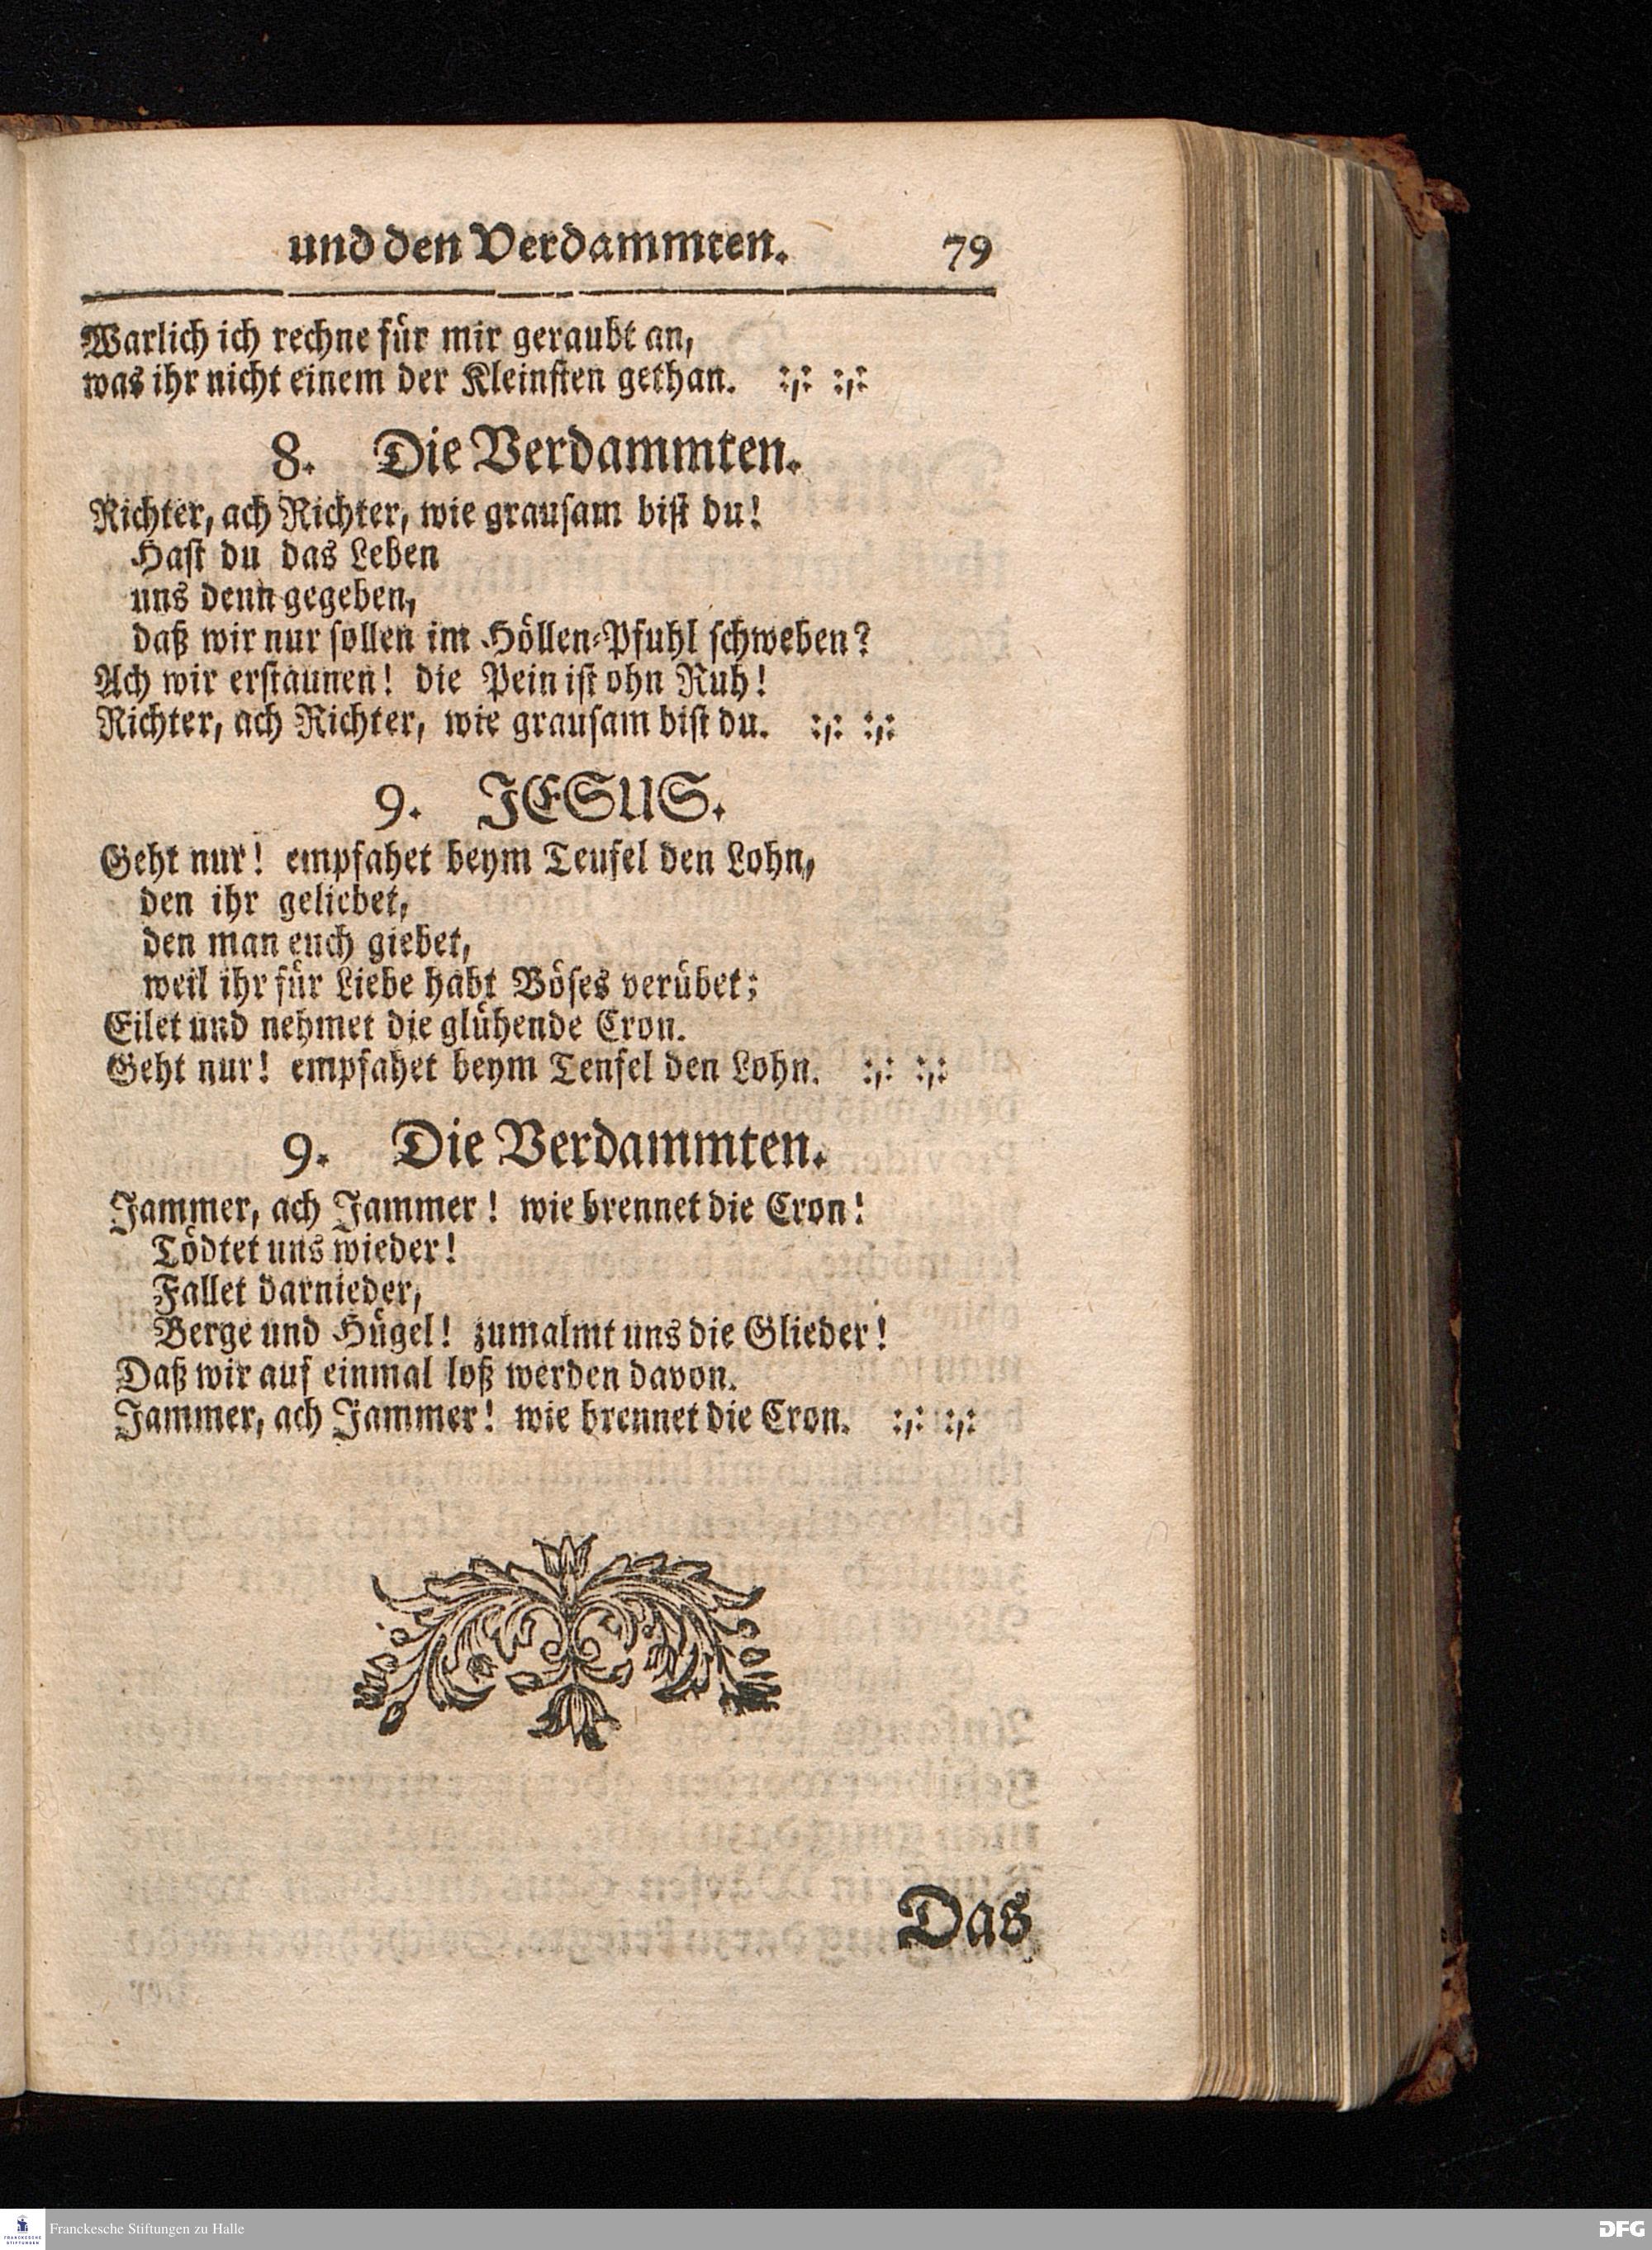 und den Verdammten. 79
Warlich ich rechne für mir geraubt an,
was ihr nicht einem der Kleinsten gethan. :,: :,:
8. Die Verdammten.
Richter, ach Richter, wie grausam bist du!
Hast du das Leben
uns denn gegeben,
daß wir nur sollen im Höllen-Pfuhl schweben?
Ach wir erstaunen! die Pein ist ohn Ruh!
Richter, ach Richter, wie grausam bist du. :,: :,:
9. JESUS.
Geht nur! empfahet beym Teufel den Lohn,
den ihr geliebet,
den man euch giebet,
weil ihr für Liebe habt Böses verübet;
Eilet und nehmet die glühende Cron.
Geht nur! empfahet beym Tenfel den Lohn. :,: :,:
9. Die Verdammten.
Jammer, ach Jammer! wie brennet die Cron!
Tödtet uns wieder!
Fallet darnieder,
Berge und Hügel! zumalmt uns die Glieder!
Daß wir auf einmal loß werden davon.
Jammer, ach Jammer! wie brennet die Cron. :,: :,:
Das
Franckesche Stiftungen zu Halle
DFG